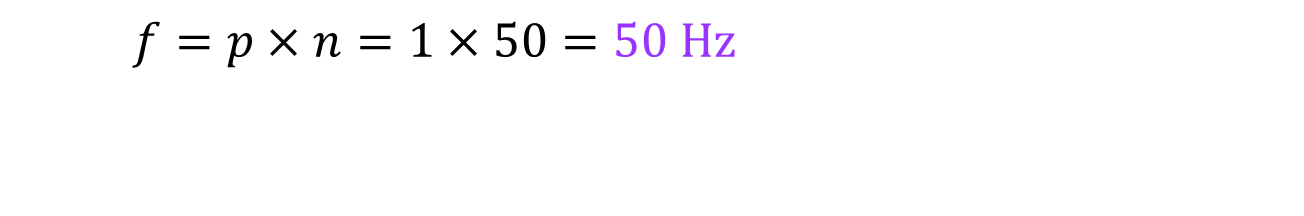 f = p × n = 1 × 50 = 50 Hz